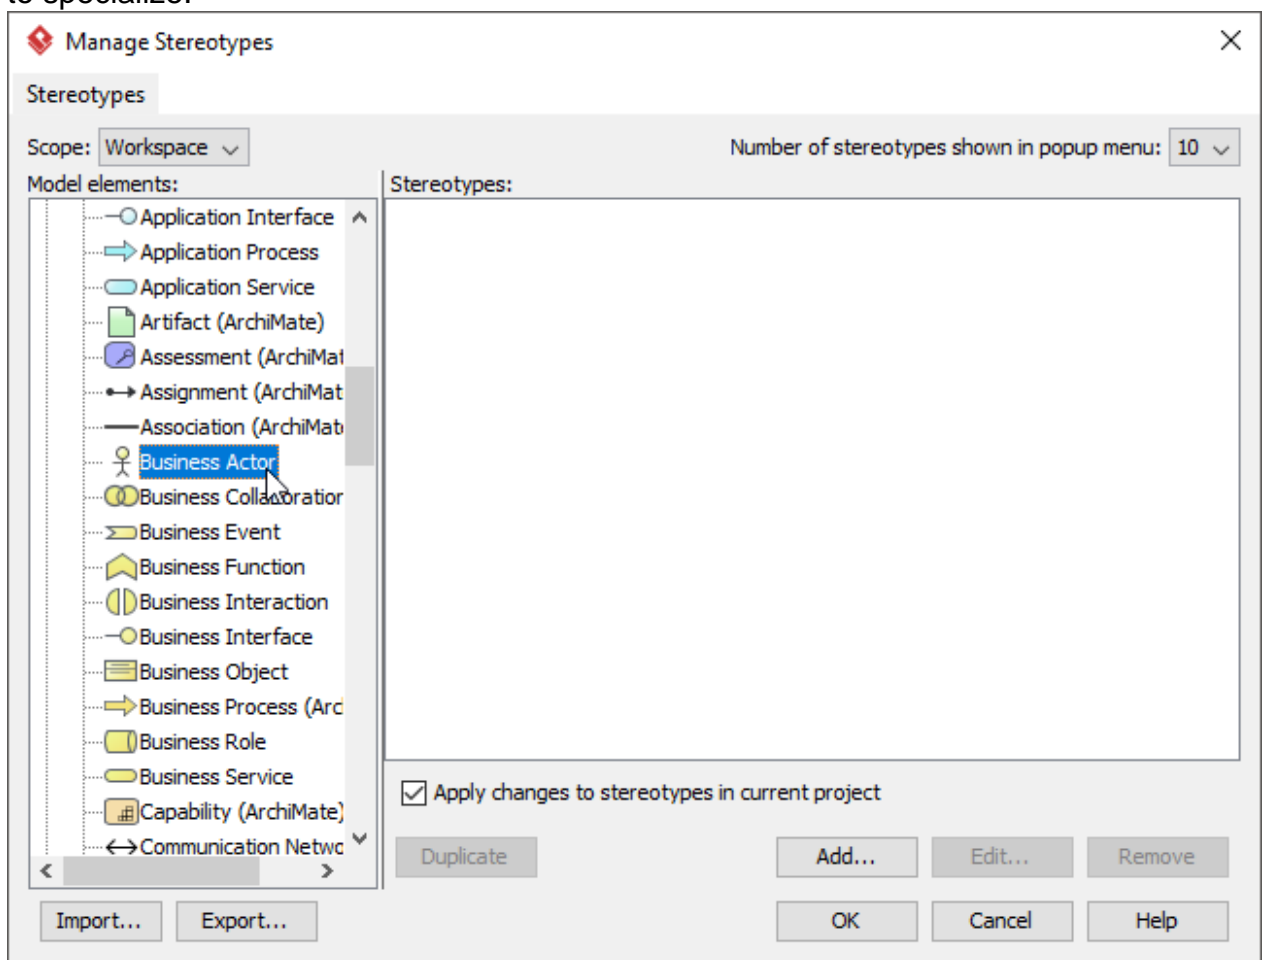 to specialize.
Manage Stereotypes
Stereotypes
Scope: Workspace
Number of stereotypes shown in popup menu: 10
Model elements:
Stereotypes:
Application Interface
Application Process
Application Service
Artifact (ArchiMate)
Assessment (ArchiMat
Assignment (ArchiMat
Association (ArchiMat
Business Actor
Business Collaboration
Business Event
Business Function
Business Interaction
Business Interface
Business Object
Business Process (Arc
Business Role
Business Service
Capability (ArchiMate)
Communication Netwo
Apply changes to stereotypes in current project
Duplicate
Add...
Edit...
Remove
Import...
Export...
OK
Cancel
Help